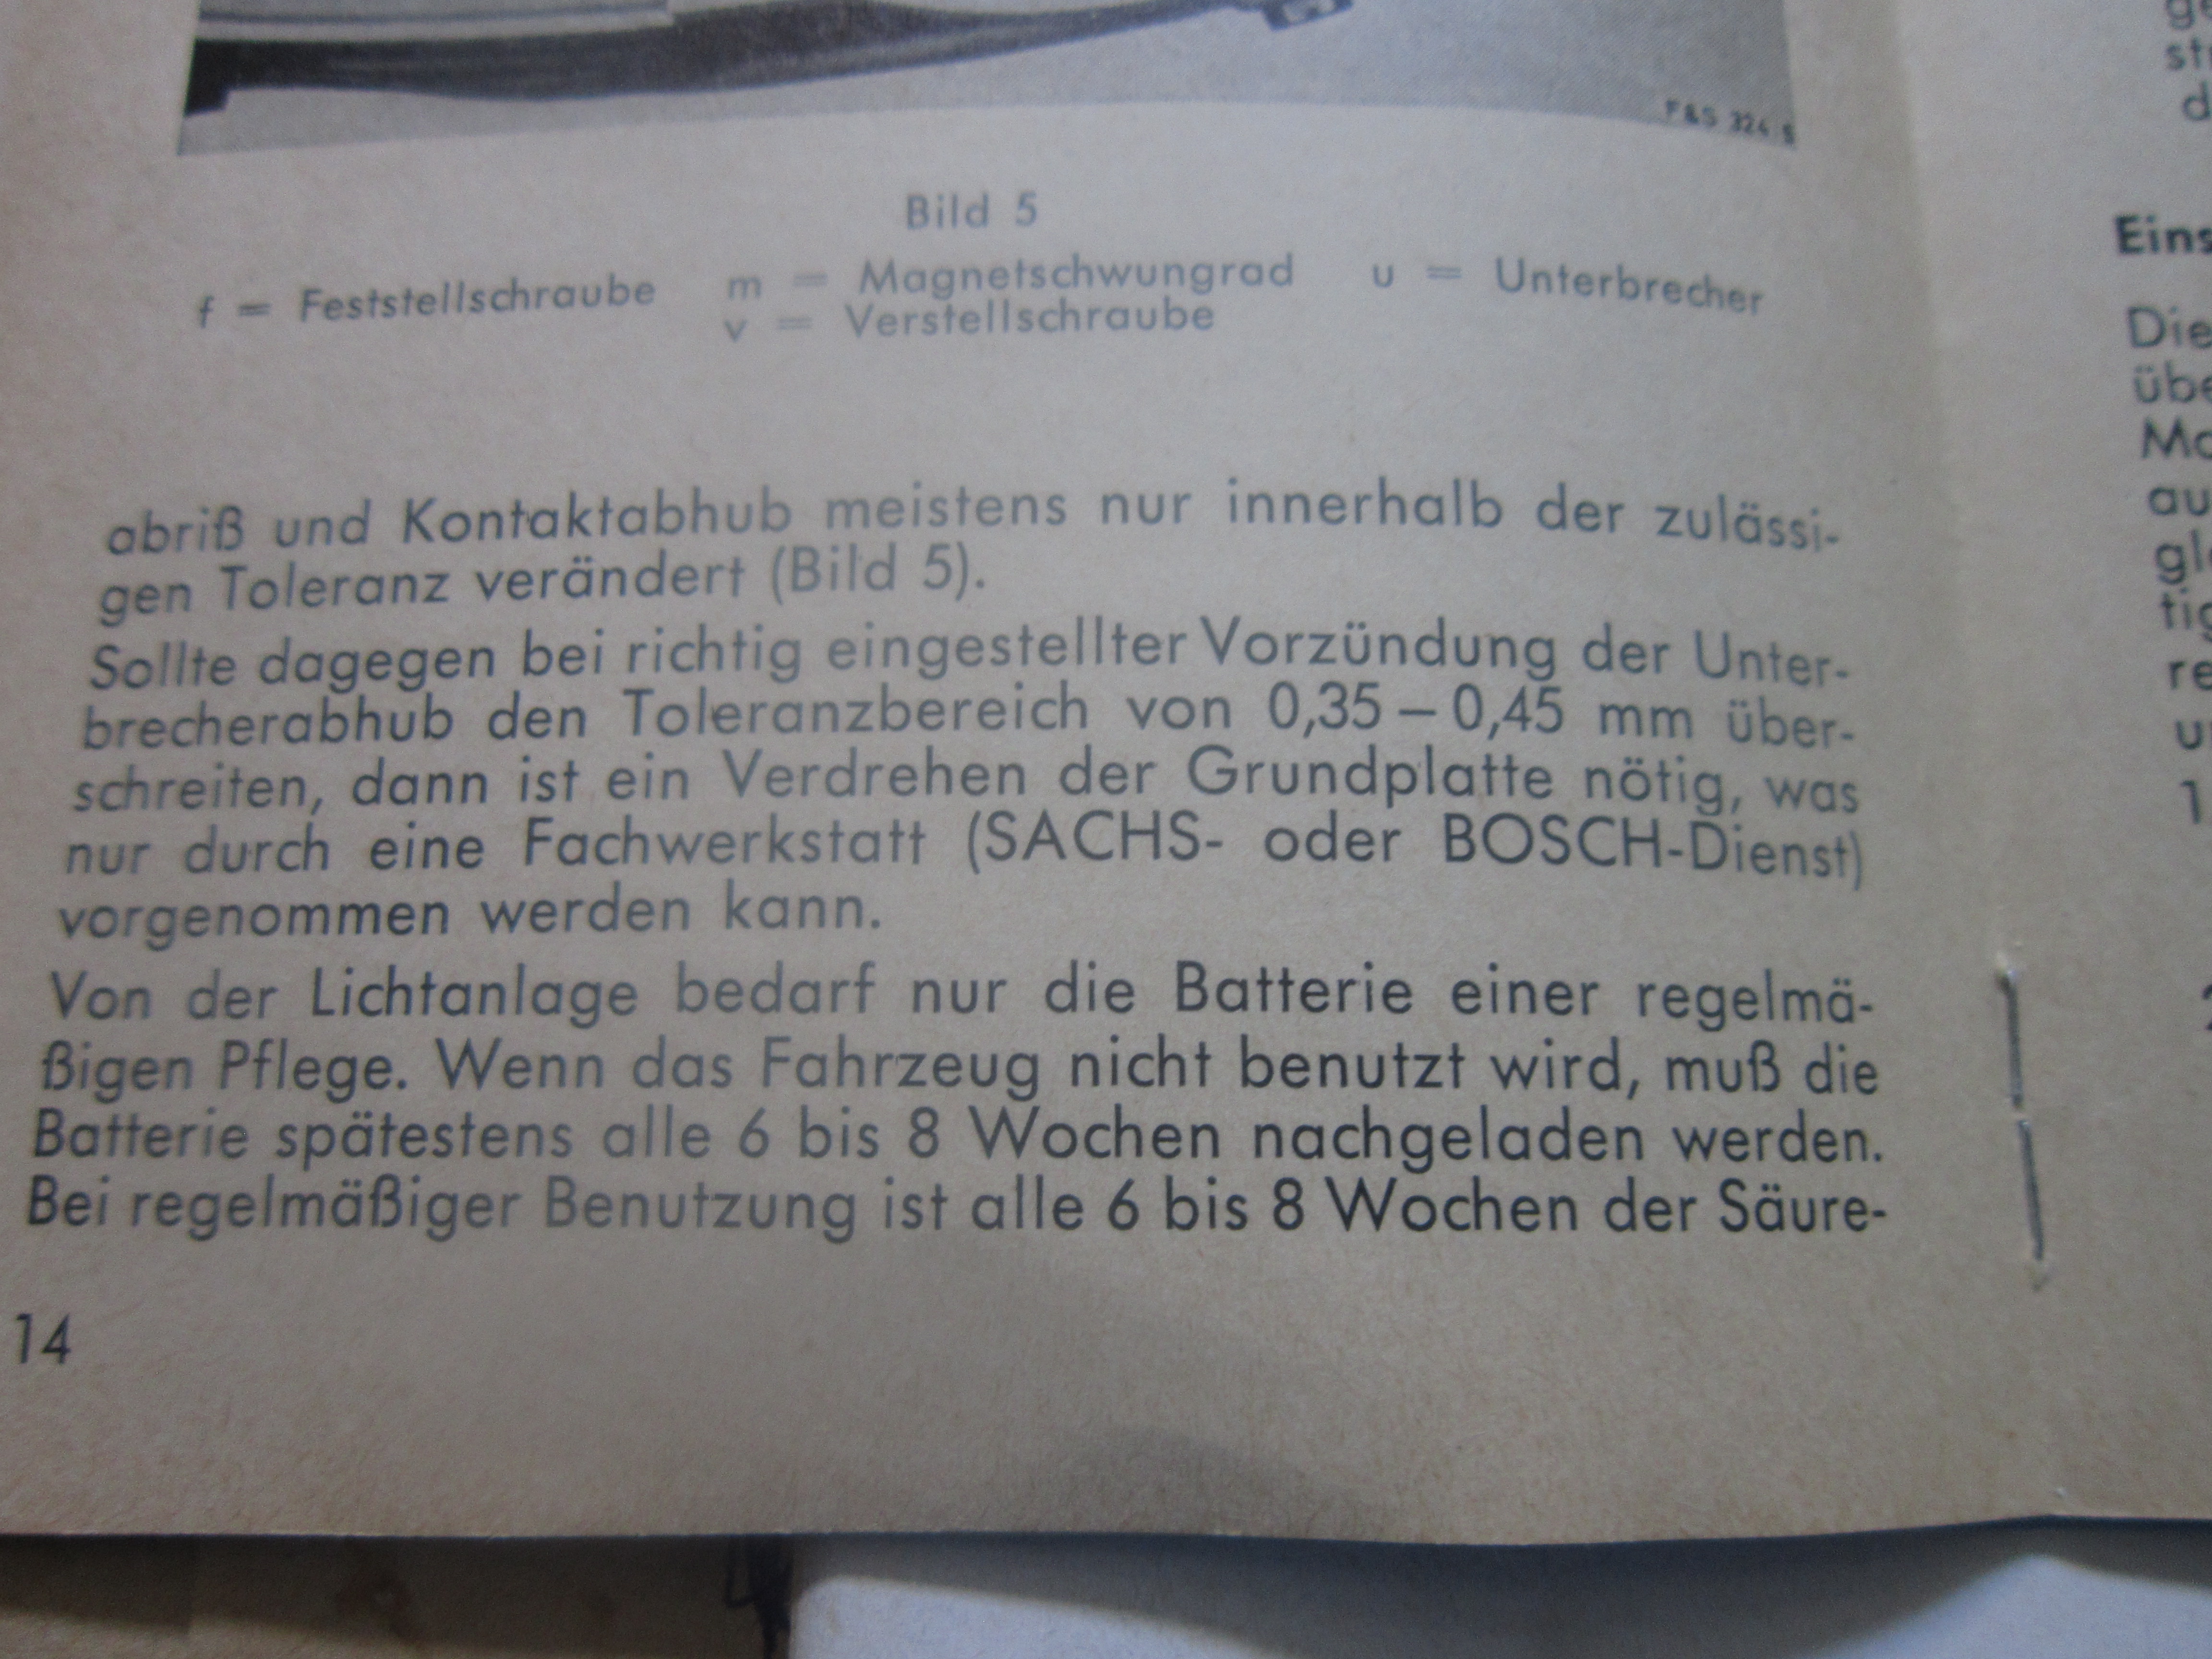 F&S 324 s
Bild 5
f = Feststellschraube m = Magnetschwungrad u = Unterbrecher
v = Verstellschraube
abriß und Kontaktabhub meistens nur innerhalb der zulässi-
gen Toleranz verändert (Bild 5).
Sollte dagegen bei richtig eingestellter Vorzündung der Unter-
brecherabhub den Toleranzbereich von 0,35 – 0,45 mm über-
schreiten, dann ist ein Verdrehen der Grundplatte nötig, was
nur durch eine Fachwerkstatt (SACHS- oder BOSCH-Dienst)
vorgenommen werden kann.
Von der Lichtanlage bedarf nur die Batterie einer regelmä-
ßigen Pflege. Wenn das Fahrzeug nicht benutzt wird, muß die
Batterie spätestens alle 6 bis 8 Wochen nachgeladen werden.
Bei regelmäßiger Benutzung ist alle 6 bis 8 Wochen der Säure-
14
Eins
Die
übe
au
re
1